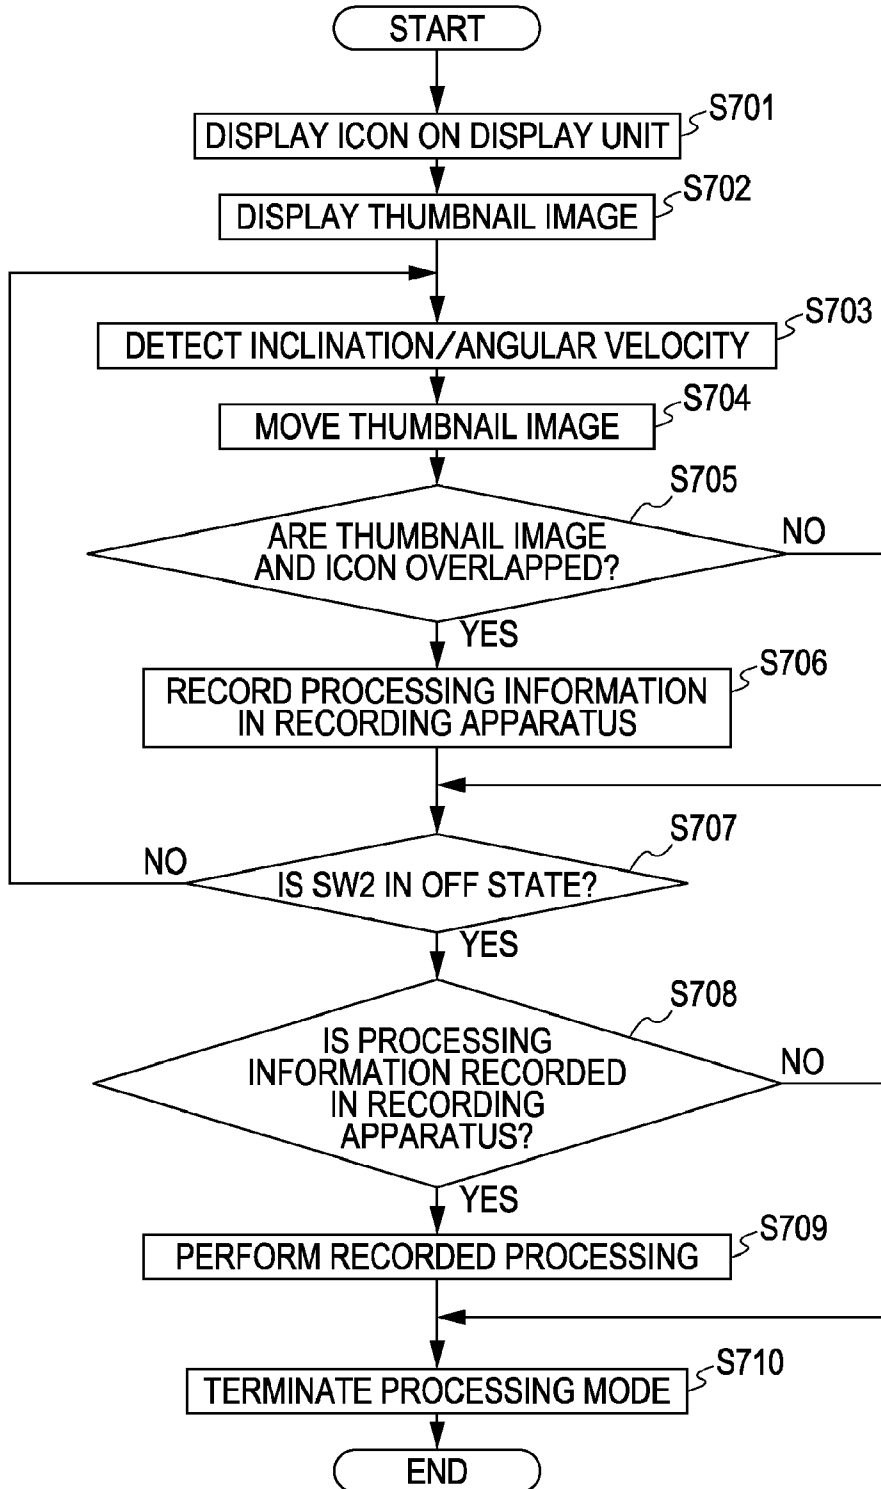 START
S701
DISPLAY ICON ON DISPLAY UNIT
S702
DISPLAY THUMBNAIL IMAGE
S703
DETECT INCLINATION/ANGULAR VELOCITY
S704
MOVE THUMBNAIL IMAGE
S705
ARE THUMBNAIL IMAGE
AND ICON OVERLAPPED?
NO
YES
S706
RECORD PROCESSING INFORMATION
IN RECORDING APPARATUS
S707
NO
IS SW2 IN OFF STATE?
YES
S708
IS PROCESSING
INFORMATION RECORDED
IN RECORDING
APPARATUS?
NO
YES
S709
PERFORM RECORDED PROCESSING
S710
TERMINATE PROCESSING MODE
END